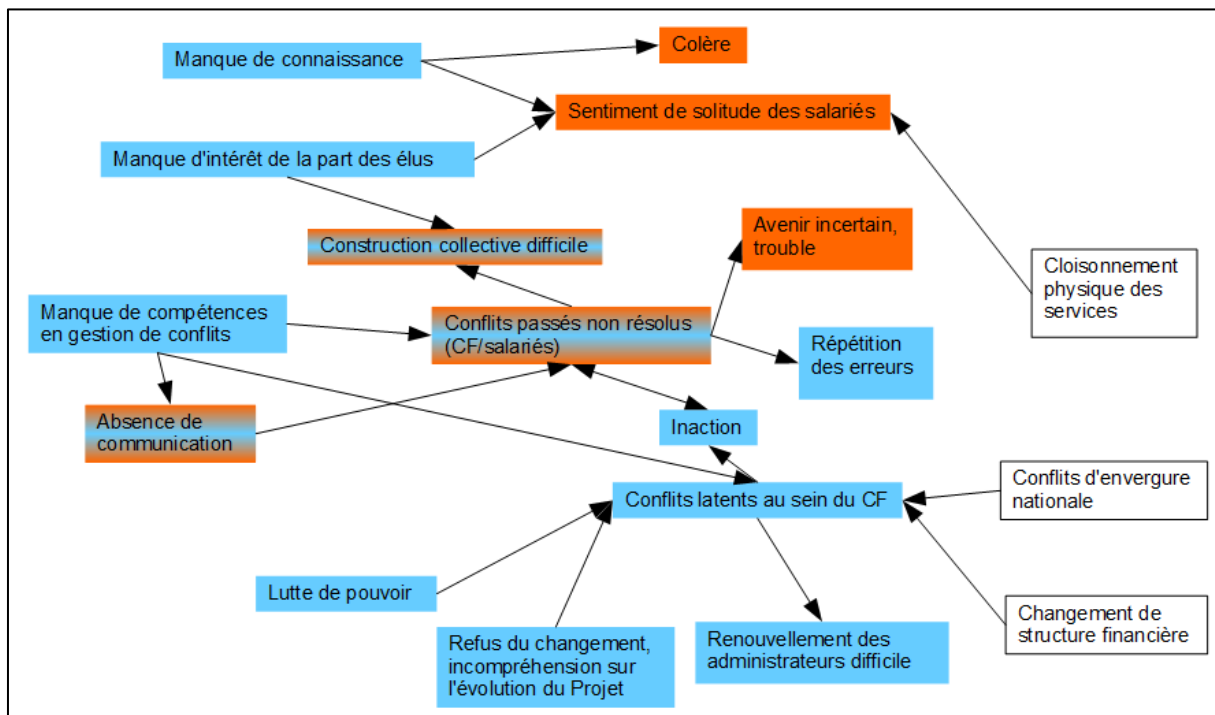 Colère
Manque de connaissance
Sentiment de solitude des salariés
Manque d'intérêt de la part des élus
Construction collective difficile
Avenir incertain,
trouble
Cloisonnement
physique des
services
Manque de compétences
en gestion de conflits
Conflits passés non résolus
(CF/salariés)
Répétition
des erreurs
Absence de
communication
Inaction
Conflits latents au sein du CF
Conflits d'envergure
nationale
Lutte de pouvoir
Refus du changement,
incompréhension sur
l'évolution du Projet
Renouvellement des
administrateurs difficile
Changement de
structure financière